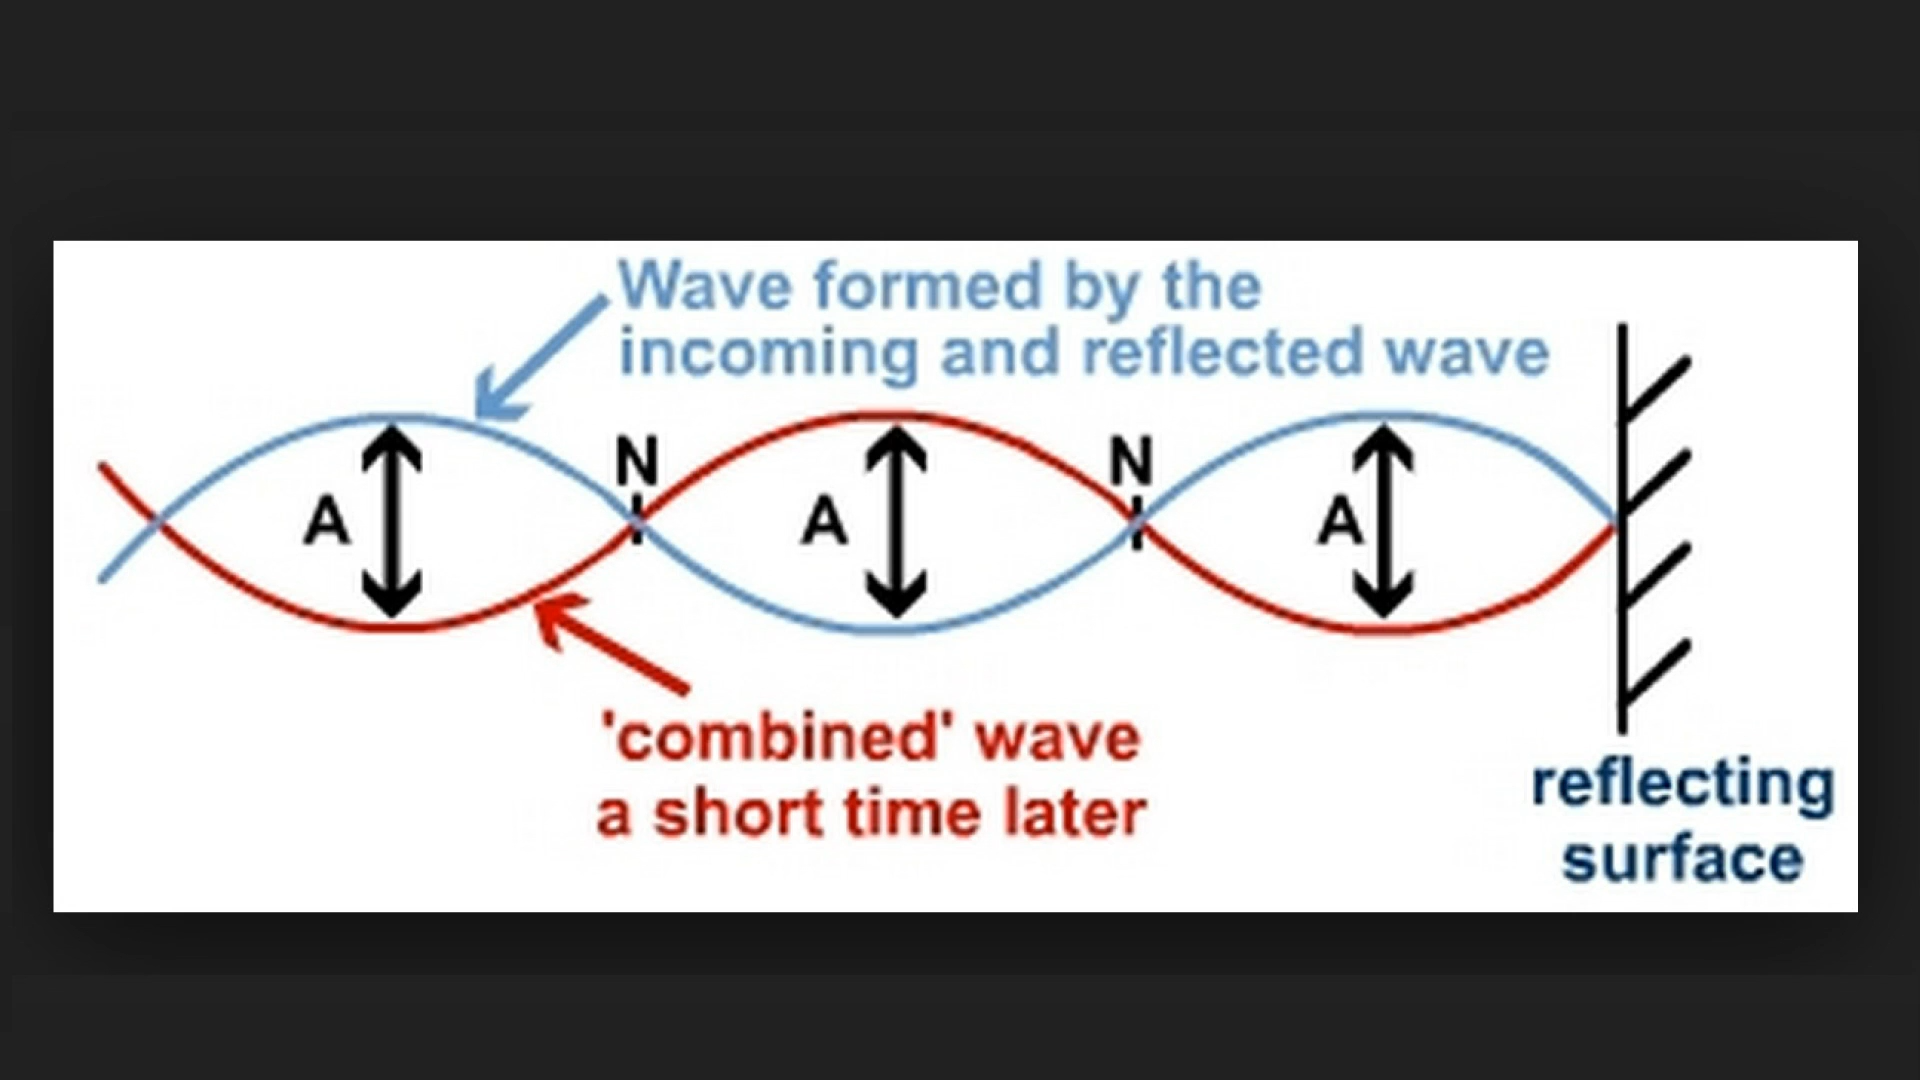 Wave formed by the
incoming and reflected wave
N
N
A
A
A
'combined' wave
a short time later
reflecting
surface